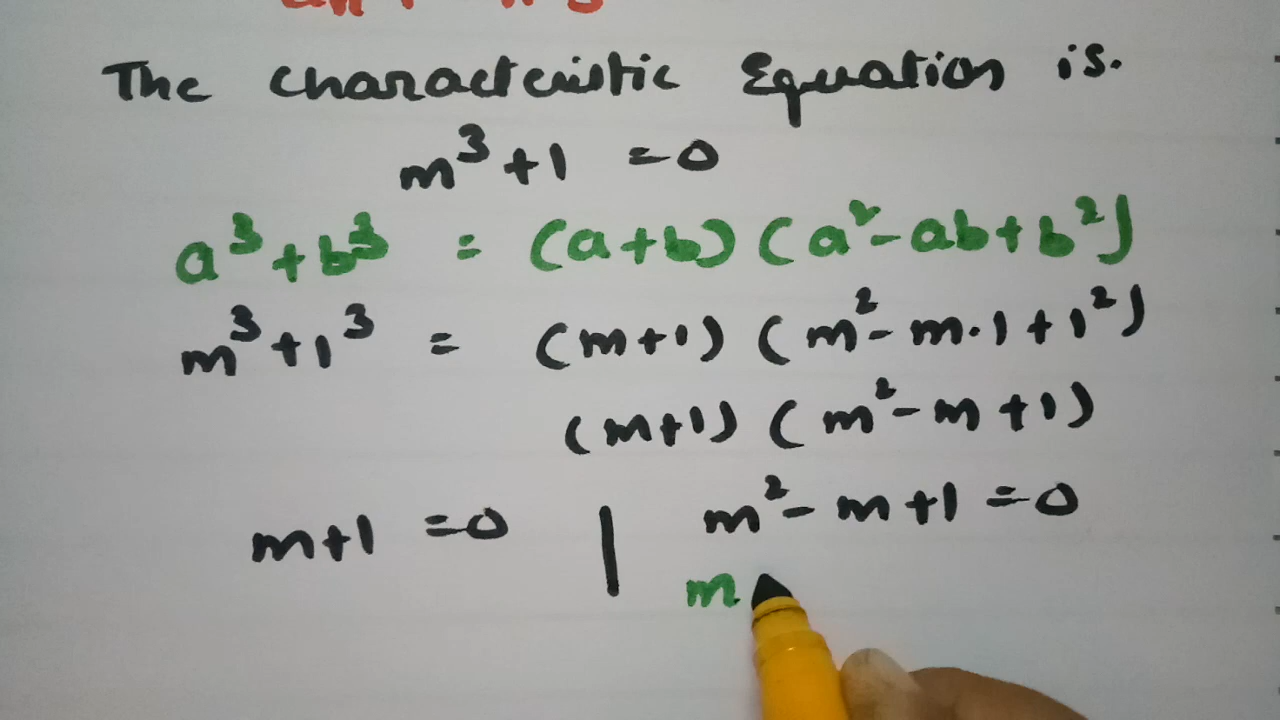 The Characteristic Equation is.
m³+1 =0
a³+b³ = (a+b) (a²-ab+b²)
m³+1³ = (m+1) (m²-m·1+1²)
(m+1) (m²-m+1)
m+1 =0 | m²-m+1=0
m